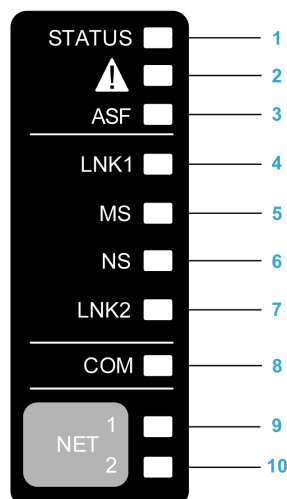 STATUS 1
! 2
ASF 3
LNK1 4
MS 5
NS 6
LNK2 7
COM 8
NET 1 9
2 10